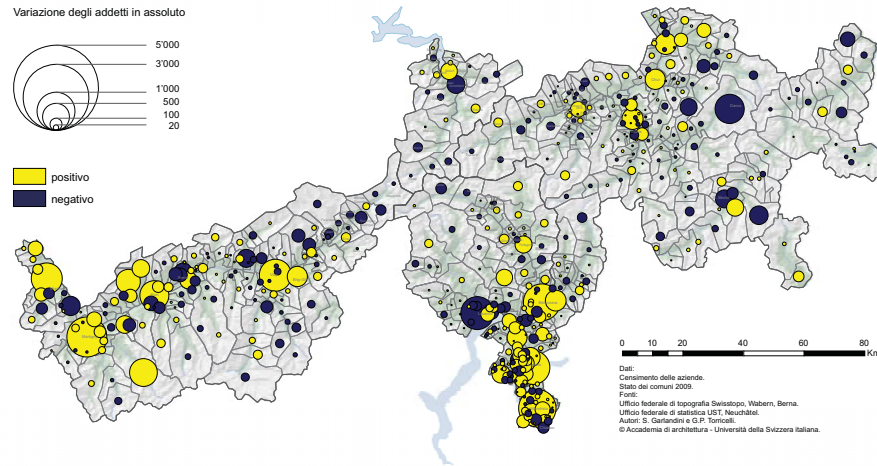 Variazione degli addetti in assoluto
5'000
3'000
1'000
500
100
20
positivo
negativo
0 10 20 40 60 80
Km
Dati:
Censimento delle aziende.
Stato dei comuni 2009.
Fonti:
Ufficio federale di topografia Swisstopo, Wabern, Berna.
Ufficio federale di statistica UST, Neuchâtel.
Autori: S. Garlandini e G.P. Torricelli.
© Accademia di architettura - Università della Svizzera italiana.